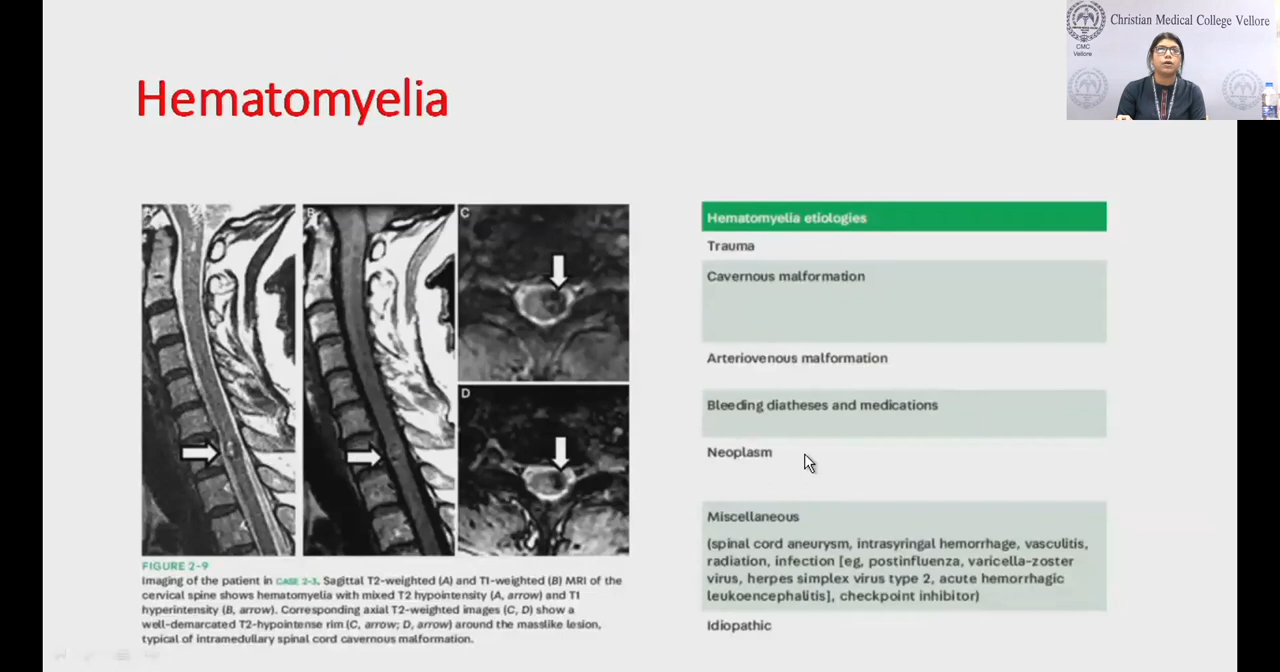 Christian Medical College Vellore
CMC
Vellore
Hematomyelia
A
B
C
D
FIGURE 2-9
Imaging of the patient in CASE 2-3. Sagittal T2-weighted (A) and T1-weighted (B) MRI of the
cervical spine shows hematomyelia with mixed T2 hypointensity (A, arrow) and T1
hyperintensity (B, arrow). Corresponding axial T2-weighted images (C, D) show a
well-demarcated T2-hypointense rim (C, arrow; D, arrow) around the masslike lesion,
typical of intramedullary spinal cord cavernous malformation.
Hematomyelia etiologies
Trauma
Cavernous malformation
Arteriovenous malformation
Bleeding diatheses and medications
Neoplasm
Miscellaneous
(spinal cord aneurysm, intrasyringal hemorrhage, vasculitis,
radiation, infection [eg, postinfluenza, varicella-zoster
virus, herpes simplex virus type 2, acute hemorrhagic
leukoencephalitis], checkpoint inhibitor)
Idiopathic